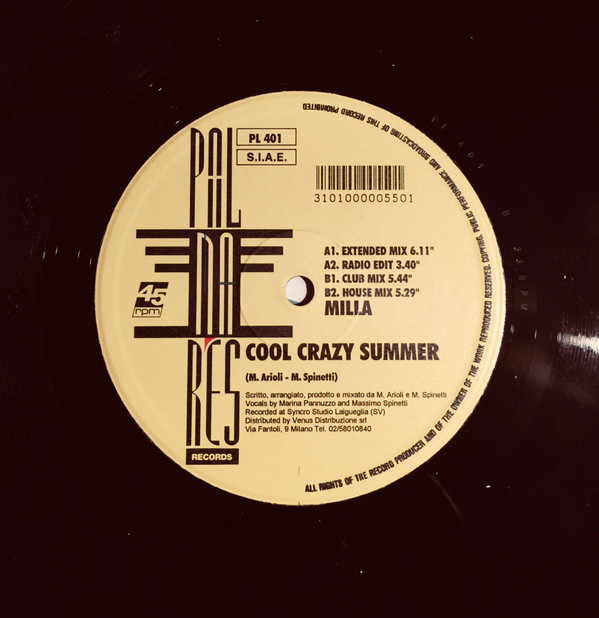 PL 401
S.I.A.E.
3101000005501
PAL
DA
RES
RECORDS
45
rpm
A1. EXTENDED MIX 6.11"
A2. RADIO EDIT 3.40"
B1. CLUB MIX 5.44"
B2. HOUSE MIX 5.29"
MILLA
COOL CRAZY SUMMER
(M. Arioli - M. Spinetti)
Scritto, arrangiato, prodotto e mixato da M. Arioli e M. Spinetti
Vocals by Marina Pannuzzo and Massimo Spinetti
Recorded at Syncro Studio Laigueglia (SV)
Distributed by Venus Distribuzione srl
Via Fantoli, 9 Milano Tel. 02/58010840
ALL RIGHTS OF THE RECORD PRODUCER AND OF THE OWNER OF THE WORK REPRODUCED RESERVED. COPYING, PUBLIC PERFORMANCE AND BROADCASTING OF THIS RECORD PROHIBITED